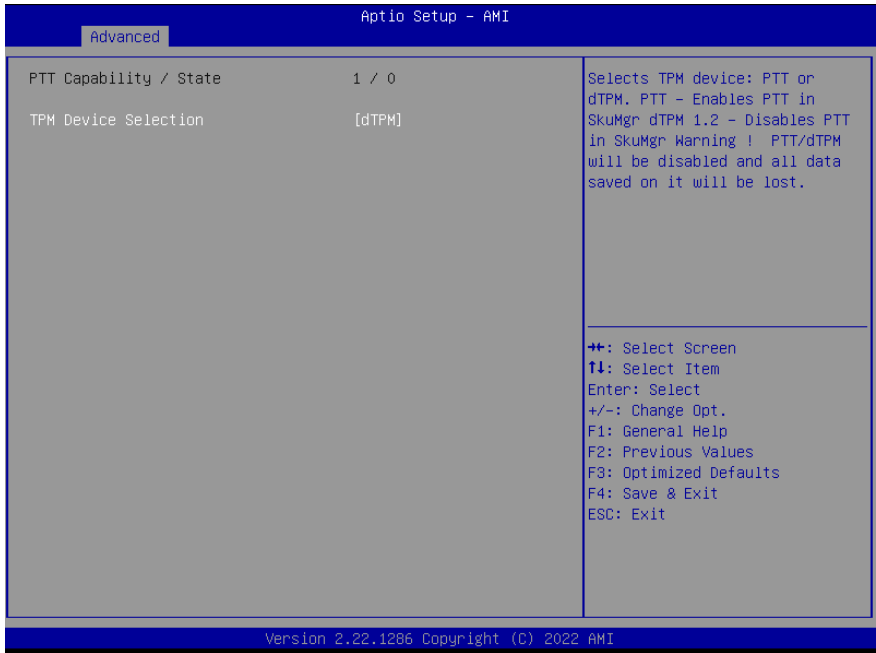 Aptio Setup – AMI
Advanced
PTT Capability / State 1 / 0
TPM Device Selection [dTPM]
Selects TPM device: PTT or
dTPM. PTT – Enables PTT in
SkuMgr dTPM 1.2 – Disables PTT
in SkuMgr Warning ! PTT/dTPM
will be disabled and all data
saved on it will be lost.
→←: Select Screen
↑↓: Select Item
Enter: Select
+/-: Change Opt.
F1: General Help
F2: Previous Values
F3: Optimized Defaults
F4: Save & Exit
ESC: Exit
Version 2.22.1286 Copyright (C) 2022 AMI